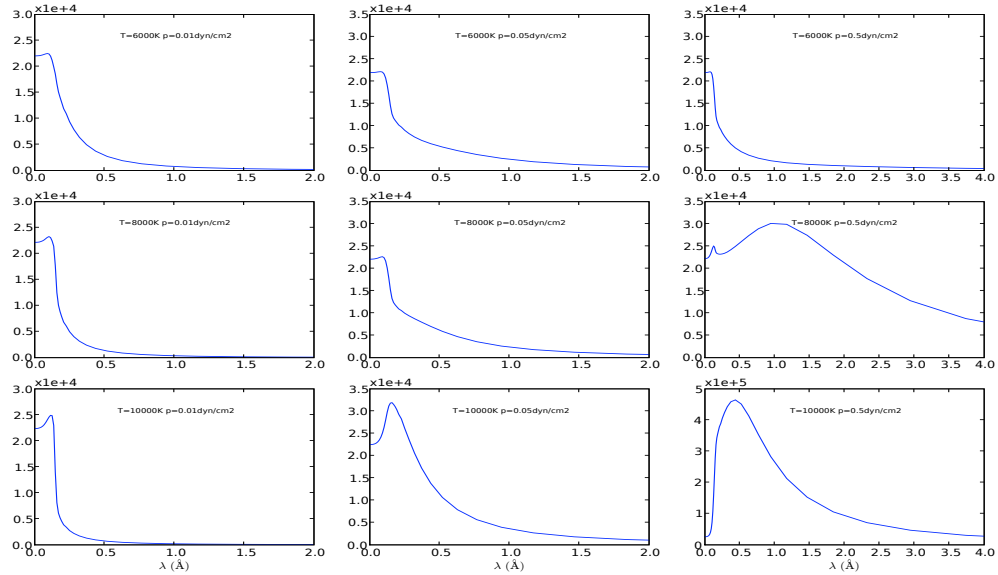 ×1e+4 ×1e+4 ×1e+4
3.0 3.5 3.5
T=6000K p=0.01dyn/cm2 T=6000K p=0.05dyn/cm2 T=6000K p=0.5dyn/cm2
2.5 3.0 3.0
2.0 2.5 2.5
1.5 2.0 2.0
1.0 1.5 1.5
0.5 1.0 1.0
0.0 0.5 0.5
0.0 0.0
0.0 0.5 1.0 1.5 2.0 0.0 0.5 1.0 1.5 2.0 0.0 0.5 1.0 1.5 2.0 2.5 3.0 3.5 4.0
×1e+4 ×1e+4 ×1e+4
3.0 3.5 3.5
T=8000K p=0.01dyn/cm2 T=8000K p=0.05dyn/cm2 T=8000K p=0.5dyn/cm2
2.5 3.0 3.0
2.0 2.5 2.5
1.5 2.0 2.0
1.0 1.5 1.5
0.5 1.0 1.0
0.0 0.5 0.5
0.0 0.0
0.0 0.5 1.0 1.5 2.0 0.0 0.5 1.0 1.5 2.0 0.0 0.5 1.0 1.5 2.0 2.5 3.0 3.5 4.0
×1e+4 ×1e+4 ×1e+5
3.0 3.5 5
T=10000K p=0.01dyn/cm2 T=10000K p=0.05dyn/cm2 T=10000K p=0.5dyn/cm2
2.5 3.0 4
2.0 2.5 3
1.5 2.0 2
1.0 1.5 1
0.5 1.0 0
0.0 0.5
0.0
0.0 0.5 1.0 1.5 2.0 0.0 0.5 1.0 1.5 2.0 0.0 0.5 1.0 1.5 2.0 2.5 3.0 3.5 4.0
λ (Å) λ (Å) λ (Å)